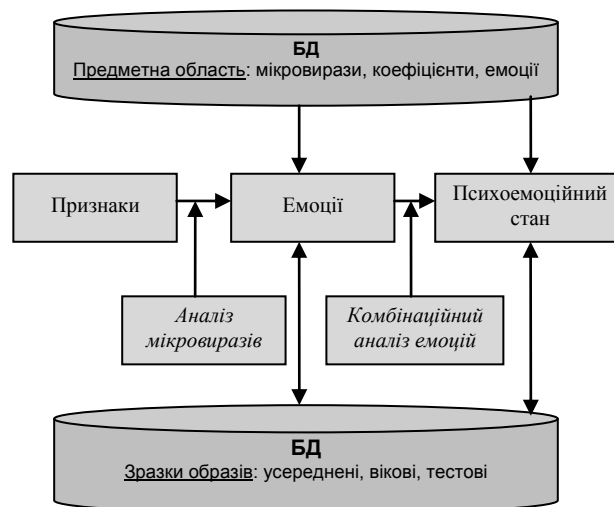 БД
Предметна область: мікровирази, коефіцієнти, емоції
Признаки
Емоції
Психоемоційний
стан
Аналіз
мікровиразів
Комбінаційний
аналіз емоцій
БД
Зразки образів: усереднені, вікові, тестові